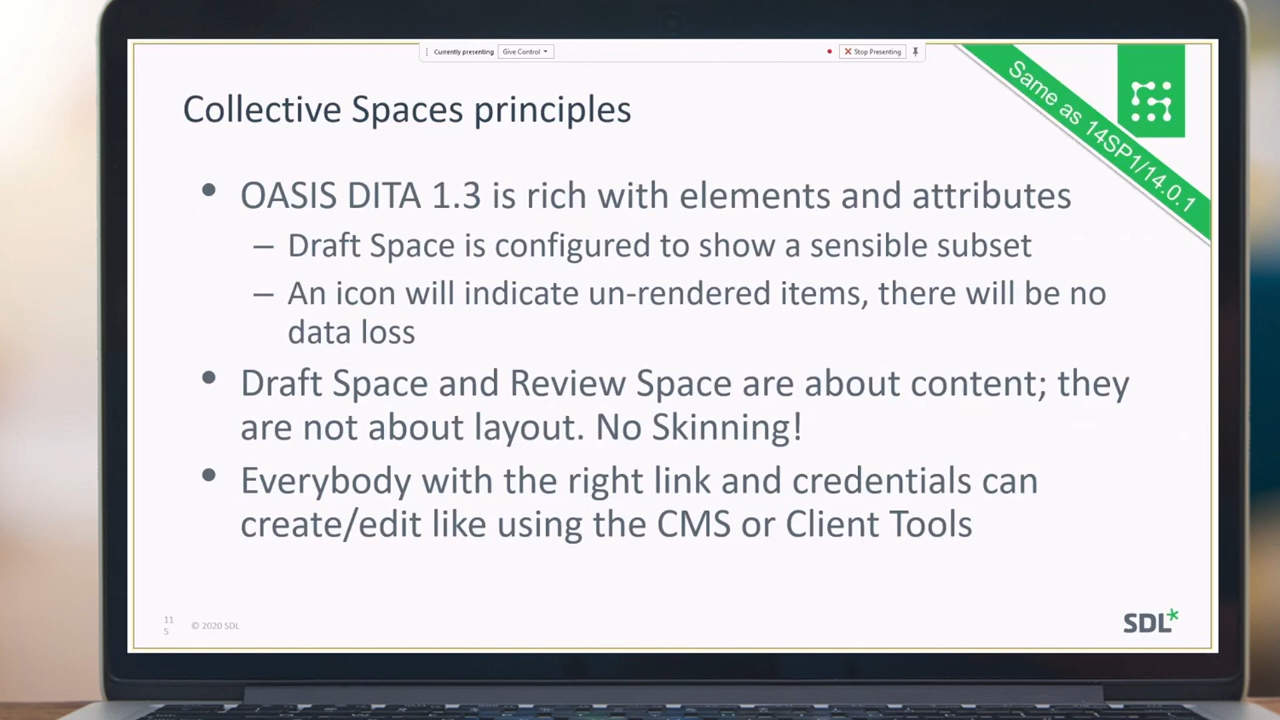 Currently presenting
Give Control
Stop Presenting
Same as 14SP1/14.0.1
Collective Spaces principles
• OASIS DITA 1.3 is rich with elements and attributes
– Draft Space is configured to show a sensible subset
– An icon will indicate un-rendered items, there will be no
data loss
• Draft Space and Review Space are about content; they
are not about layout. No Skinning!
• Everybody with the right link and credentials can
create/edit like using the CMS or Client Tools
11
5
© 2020 SDL
SDL*